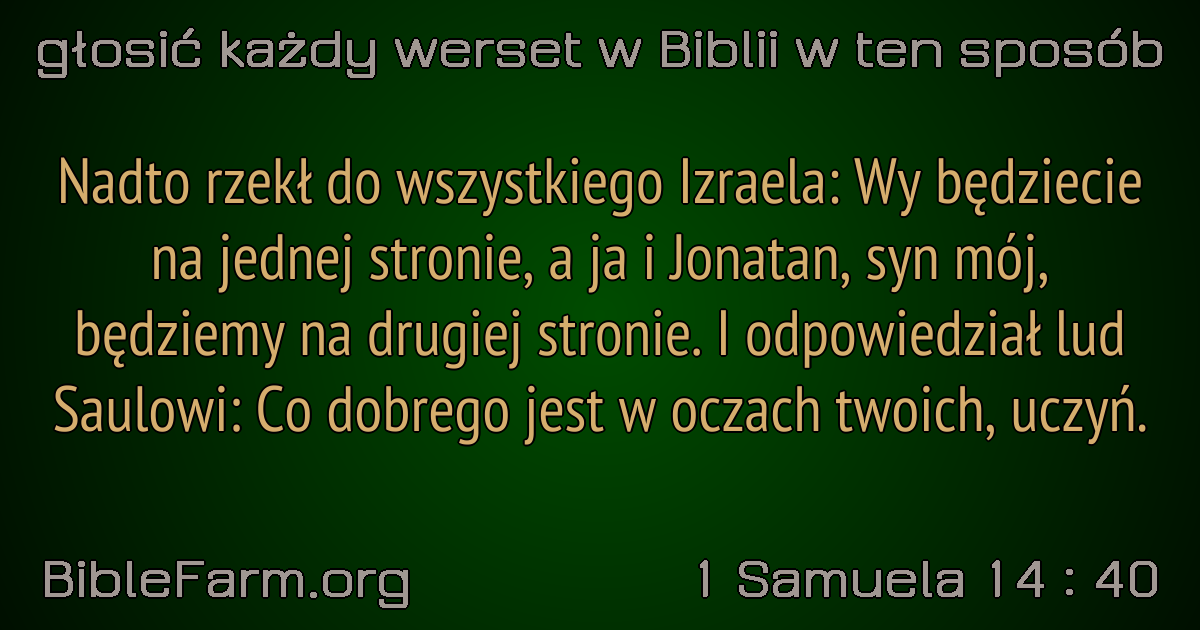 głosić każdy werset w Biblii w ten sposób
Nadto rzekł do wszystkiego Izraela: Wy będziecie
na jednej stronie, a ja i Jonatan, syn mój,
będziemy na drugiej stronie. I odpowiedział lud
Saulowi: Co dobrego jest w oczach twoich, uczyń.
BibleFarm.org
1 Samuela 14 : 40